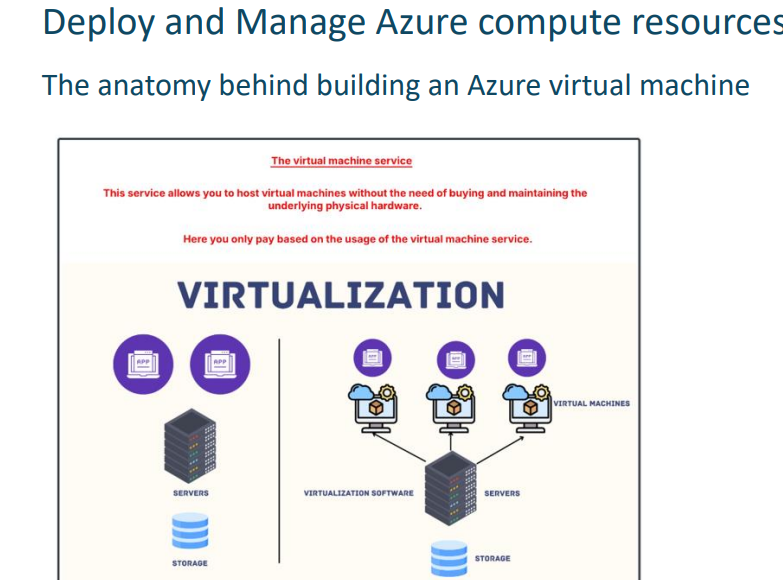 Deploy and Manage Azure compute resources
The anatomy behind building an Azure virtual machine
The virtual machine service
This service allows you to host virtual machines without the need of buying and maintaining the
underlying physical hardware.
Here you only pay based on the usage of the virtual machine service.
VIRTUALIZATION
APP
APP
APP
APP
APP
VIRTUAL MACHINES
SERVERS
VIRTUALIZATION SOFTWARE
SERVERS
STORAGE
STORAGE